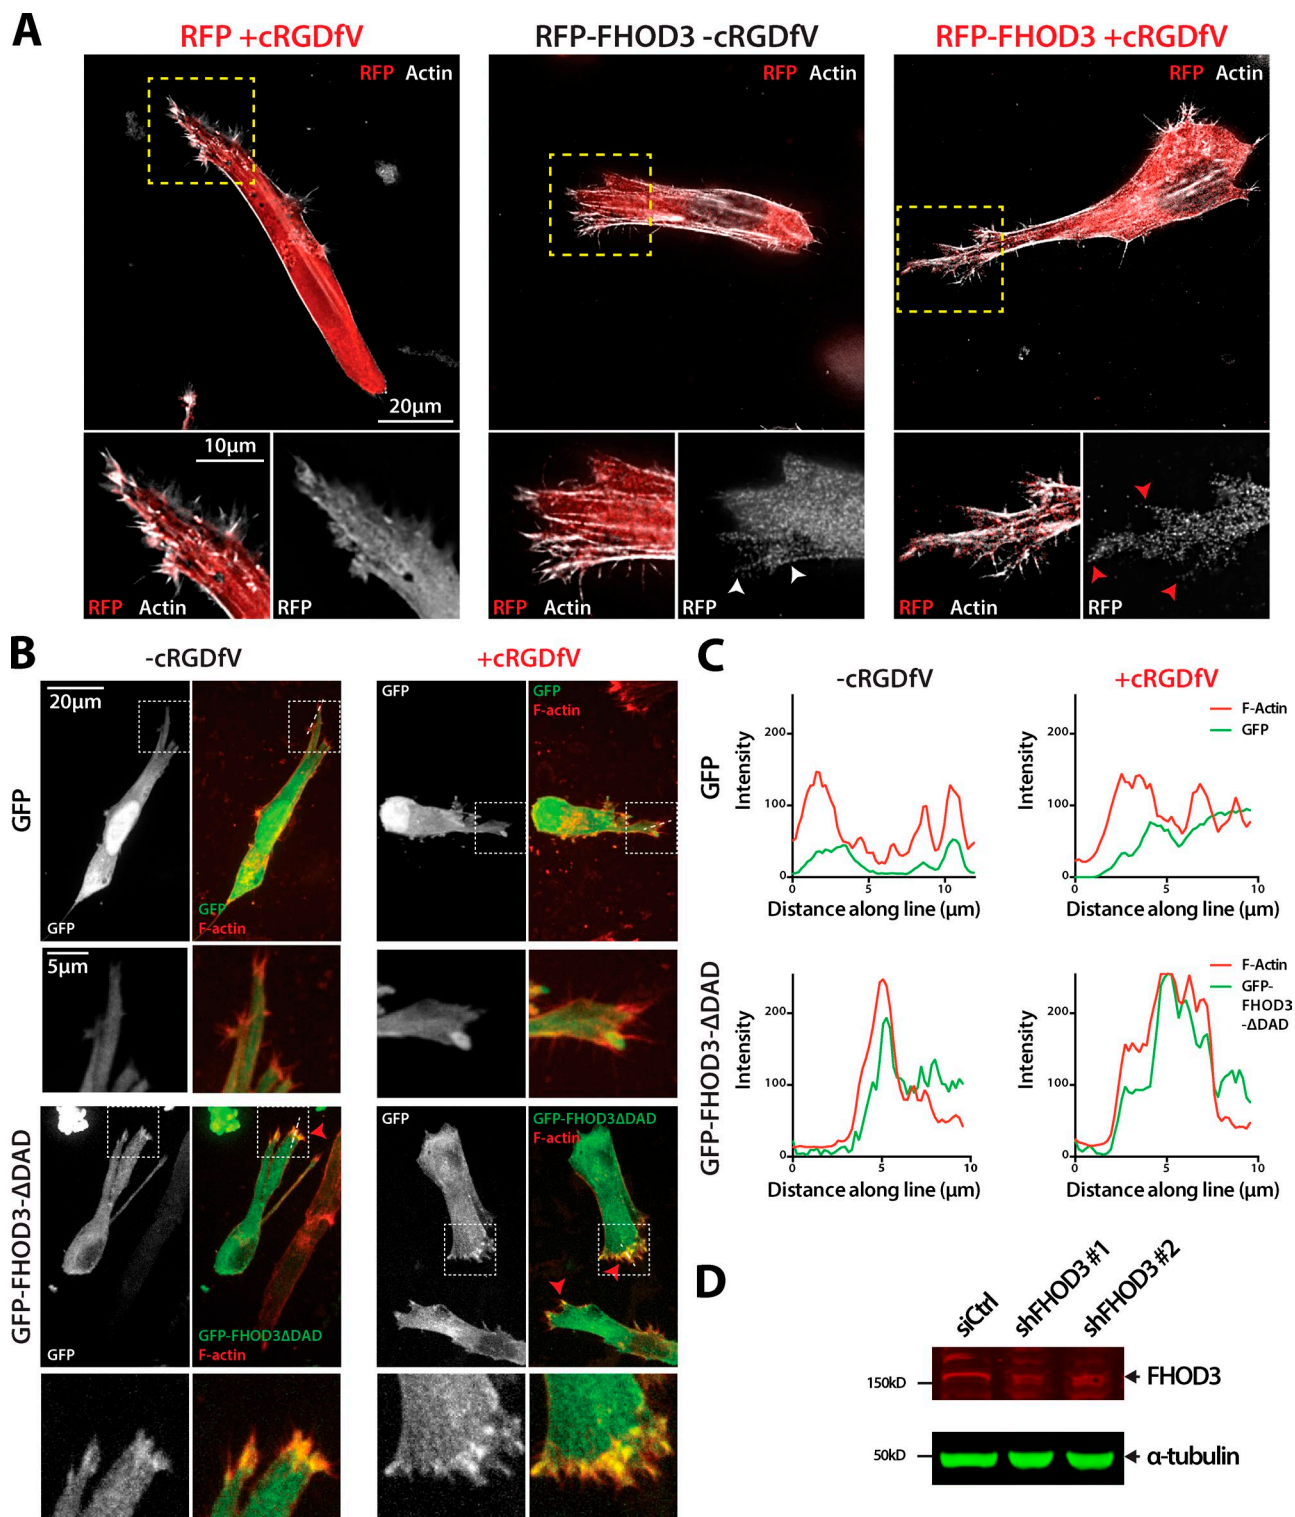 A
RFP +cRGDfV
RFP-FHOD3 -cRGDfV
RFP-FHOD3 +cRGDfV
RFP Actin
RFP Actin
RFP Actin
20µm
10µm
RFP Actin
RFP
RFP Actin
RFP
RFP Actin
RFP
B
-cRGDfV
+cRGDfV
GFP
20µm
GFP
GFP
F-actin
GFP
GFP
F-actin
5µm
GFP-FHOD3-ΔDAD
GFP
GFP-FHOD3ΔDAD
F-actin
GFP
GFP-FHOD3ΔDAD
F-actin
C
-cRGDfV
+cRGDfV
GFP
Intensity
200
100
0
0 5 10
Distance along line (µm)
Intensity
200
100
0
0 5 10
Distance along line (µm)
F-Actin
GFP
GFP-FHOD3-ΔDAD
Intensity
200
100
0
0 5 10
Distance along line (µm)
Intensity
200
100
0
0 5 10
Distance along line (µm)
F-Actin
GFP-
FHOD3
-ΔDAD
D
siCtrl
shFHOD3 #1
shFHOD3 #2
150kD
FHOD3
50kD
α-tubulin